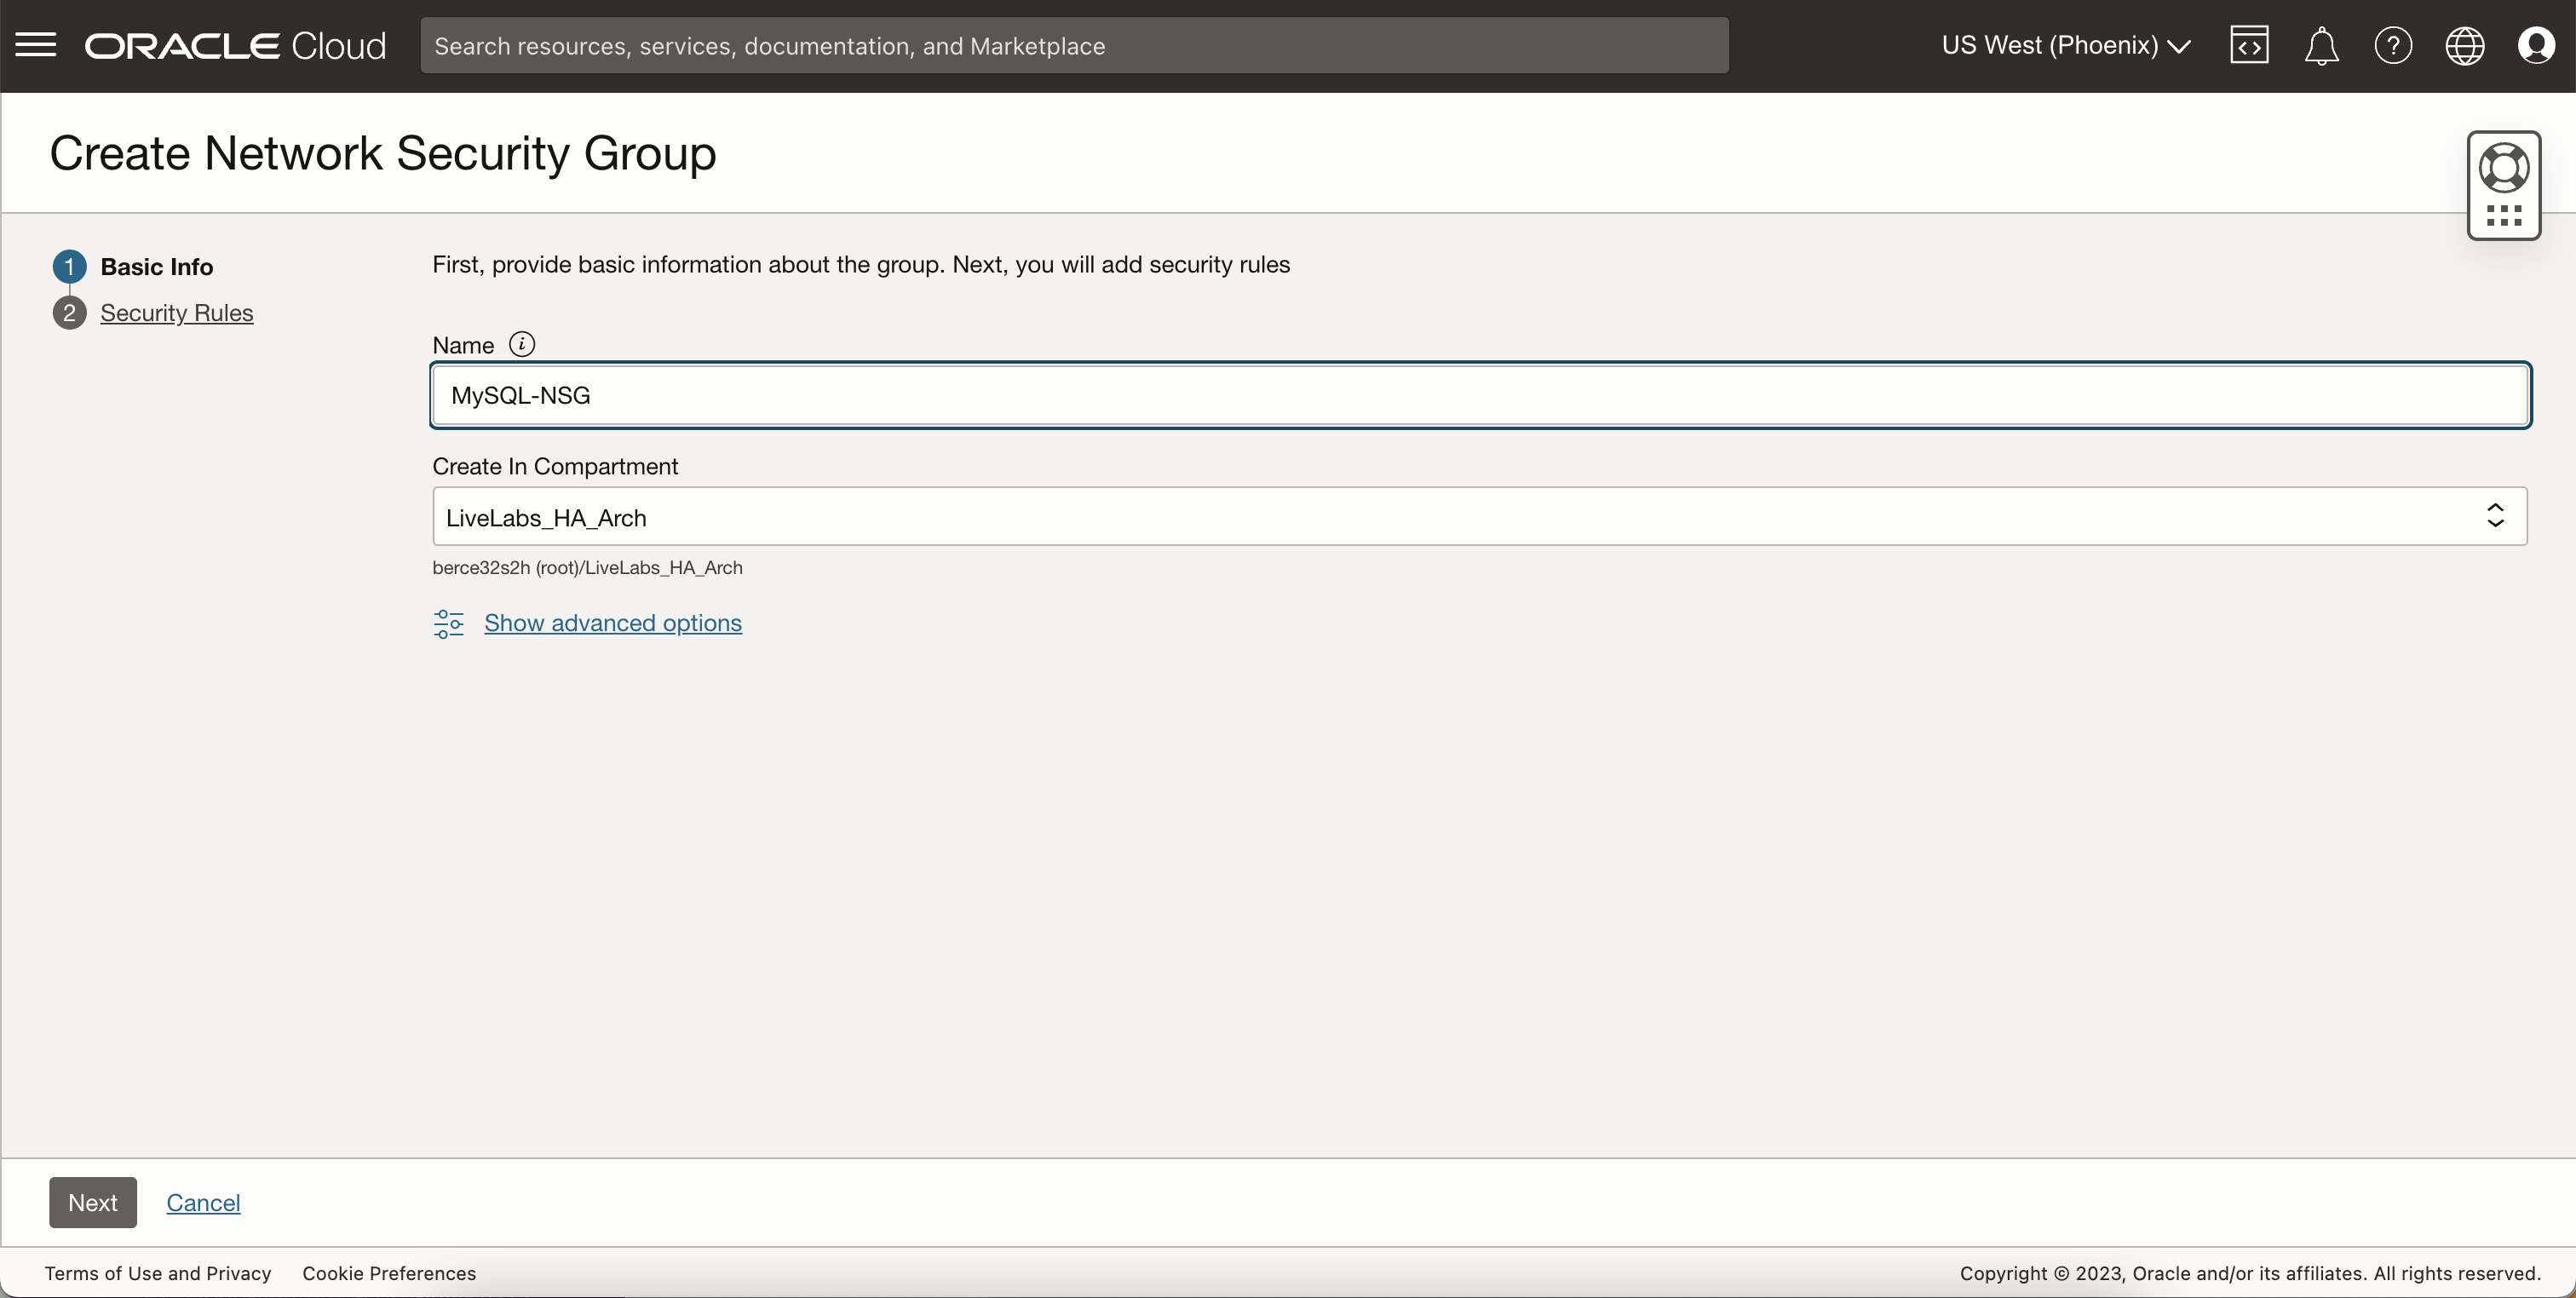 ORACLE Cloud
Search resources, services, documentation, and Marketplace
US West (Phoenix)
Create Network Security Group
1 Basic Info
2 Security Rules
First, provide basic information about the group. Next, you will add security rules
Name
MySQL-NSG
Create In Compartment
LiveLabs_HA_Arch
berce32s2h (root)/LiveLabs_HA_Arch
Show advanced options
Next Cancel
Terms of Use and Privacy Cookie Preferences
Copyright © 2023, Oracle and/or its affiliates. All rights reserved.